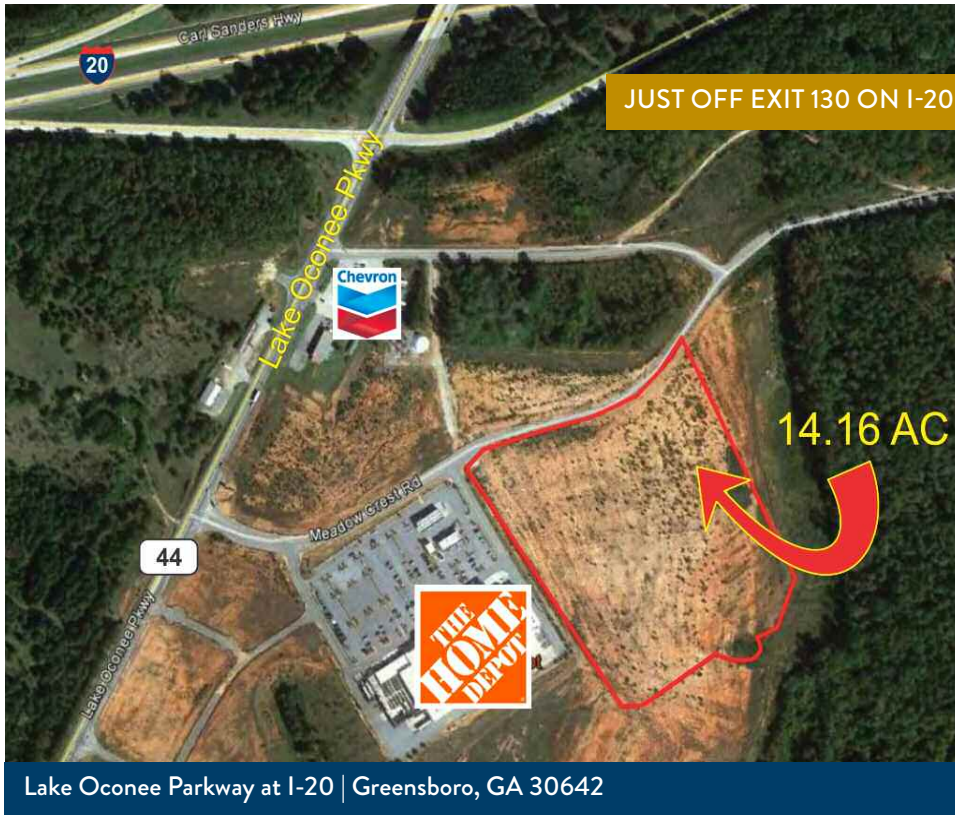 Carl Sanders Hwy
20
JUST OFF EXIT 130 ON I-20
Lake Oconee Pkwy
Chevron
14.16 AC
Meadow Crest Rd
44
THE
HOME
DEPOT
Lake Oconee Pkwy
Lake Oconee Parkway at I-20 | Greensboro, GA 30642